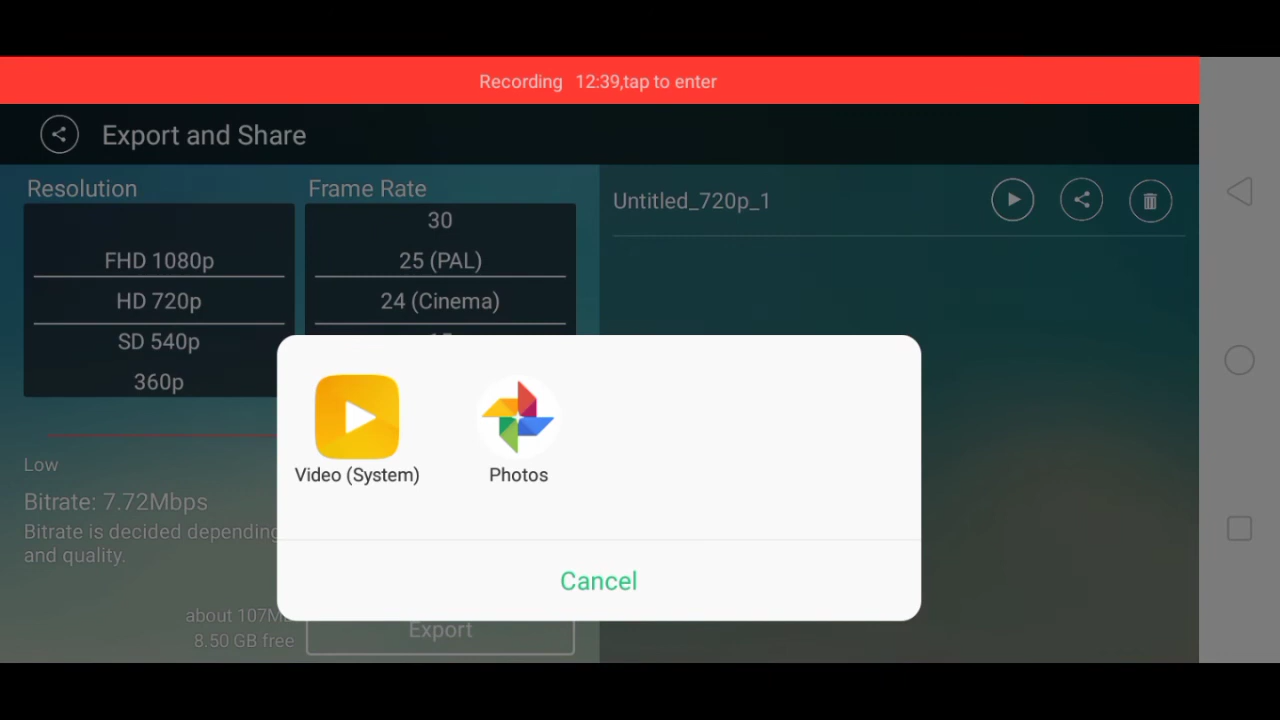 Recording 12:39,tap to enter
Export and Share
Resolution
FHD 1080p
HD 720p
SD 540p
360p
Frame Rate
30
25 (PAL)
24 (Cinema)
Untitled_720p_1
Low
Bitrate: 7.72Mbps
Bitrate is decided depending
and quality.
about 107M
8.50 GB free
Export
Video (System)
Photos
Cancel